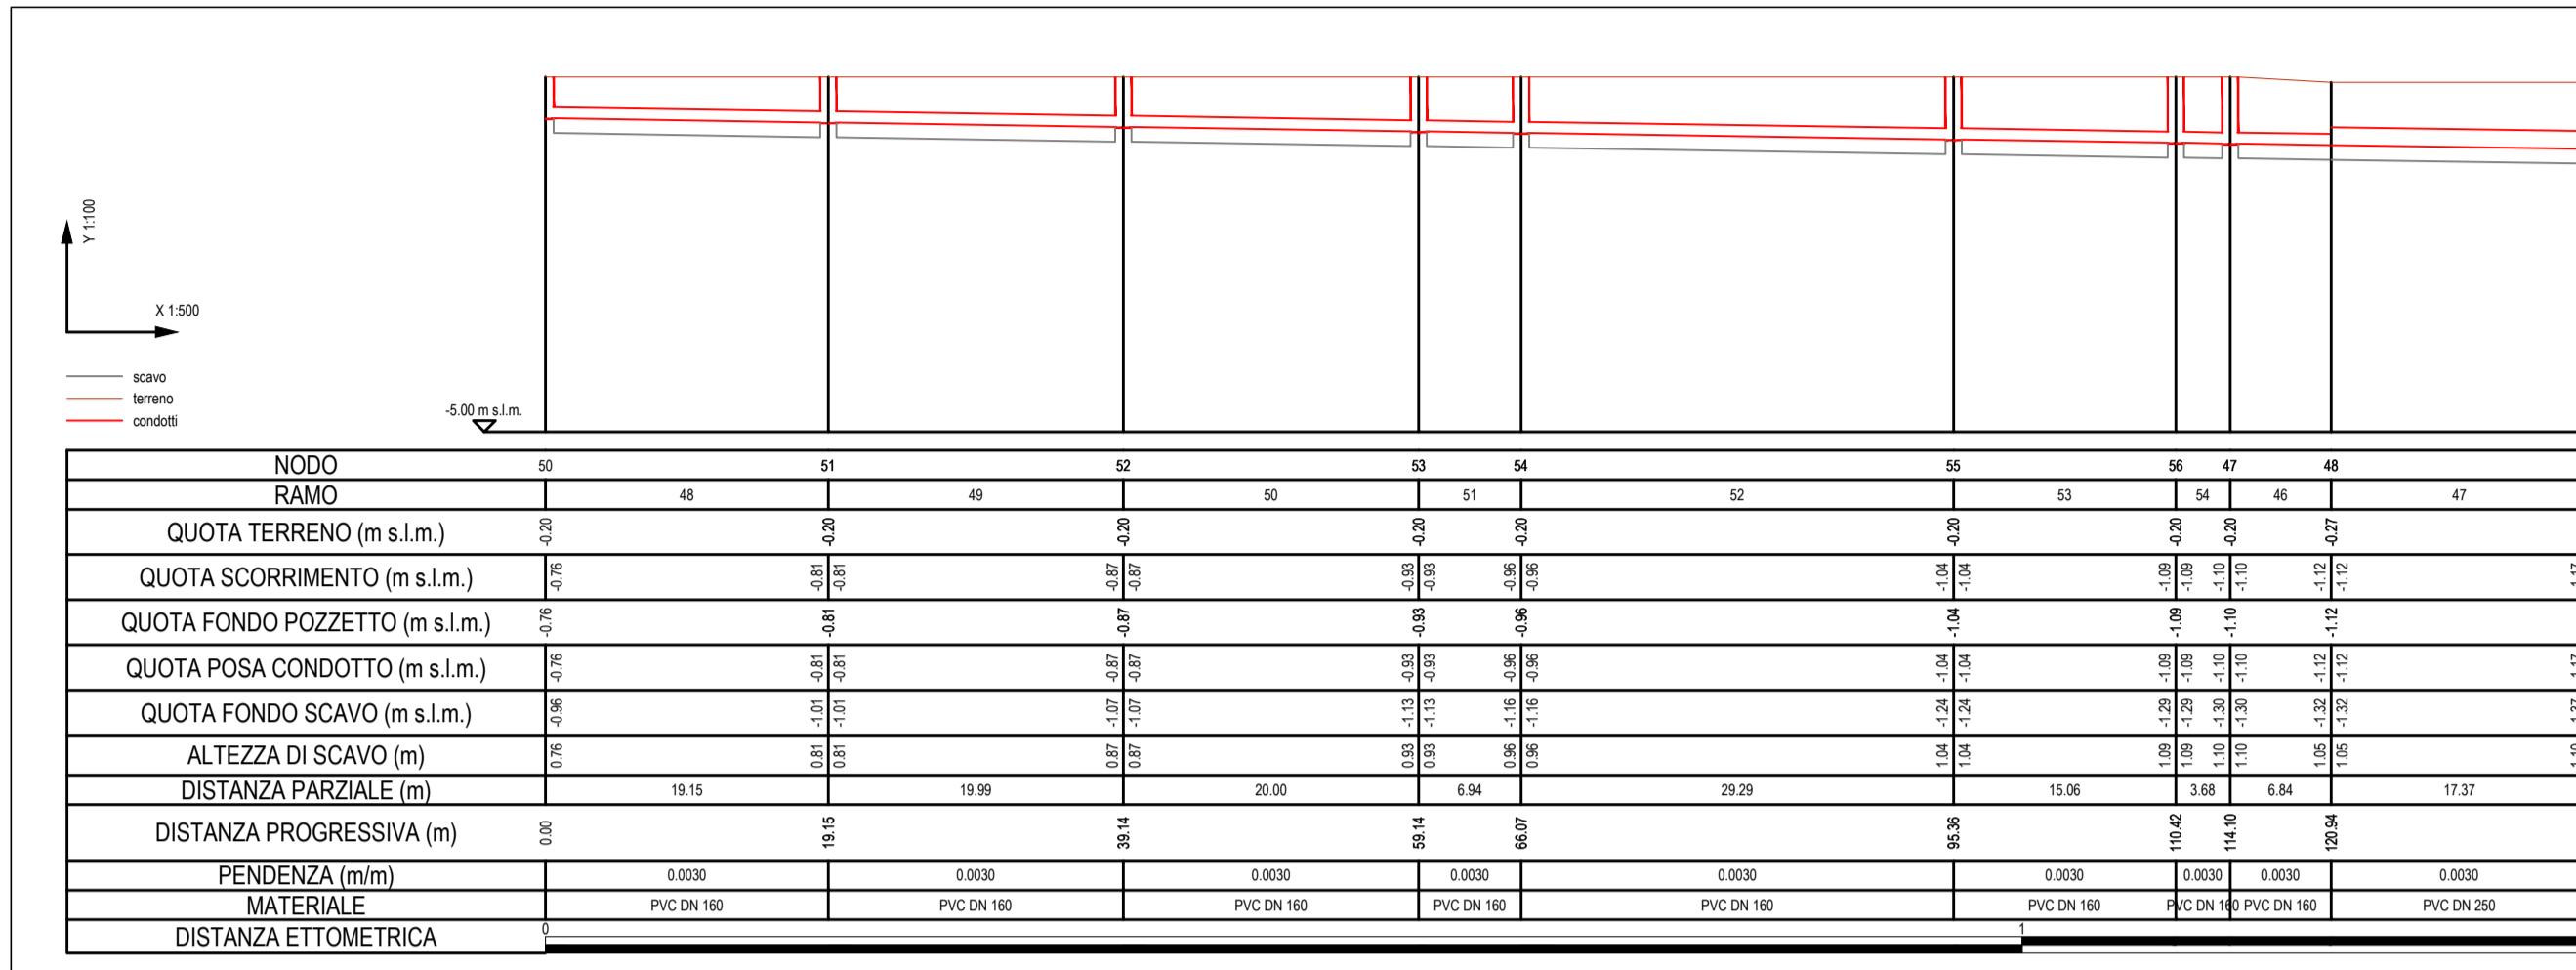 Y 1:100
X 1:500
scavo
terreno
condotti
-5.00 m s.l.m.
NODO 50 51 52 53 54 55 56 47 48
RAMO 48 49 50 51 52 53 54 46 47
QUOTA TERRENO (m s.l.m.) -0.20 -0.20 -0.20 -0.20 -0.20 -0.20 -0.20 -0.20 -0.27
QUOTA SCORRIMENTO (m s.l.m.) -0.76 -0.81 -0.81 -0.87 -0.87 -0.93 -0.93 -0.96 -0.96 -1.04 -1.04 -1.09 -1.09 -1.10 -1.10 -1.12 -1.12
QUOTA FONDO POZZETTO (m s.l.m.) -0.76 -0.81 -0.87 -0.93 -0.96 -1.04 -1.09 -1.10 -1.12
QUOTA POSA CONDOTTO (m s.l.m.) -0.76 -0.81 -0.81 -0.87 -0.87 -0.93 -0.93 -0.96 -0.96 -1.04 -1.04 -1.09 -1.09 -1.10 -1.10 -1.12 -1.12
QUOTA FONDO SCAVO (m s.l.m.) -0.96 -1.01 -1.01 -1.07 -1.07 -1.13 -1.13 -1.16 -1.16 -1.24 -1.24 -1.29 -1.29 -1.30 -1.30 -1.32 -1.32
ALTEZZA DI SCAVO (m) 0.76 0.81 0.81 0.87 0.87 0.93 0.93 0.96 0.96 1.04 1.04 1.09 1.09 1.10 1.10 1.05 1.05
DISTANZA PARZIALE (m) 19.15 19.99 20.00 6.94 29.29 15.06 3.68 6.84 17.37
DISTANZA PROGRESSIVA (m) 0.00 19.15 39.14 59.14 66.07 95.36 110.42 114.10 120.94
PENDENZA (m/m) 0.0030 0.0030 0.0030 0.0030 0.0030 0.0030 0.0030 0.0030 0.0030
MATERIALE PVC DN 160 PVC DN 160 PVC DN 160 PVC DN 160 PVC DN 160 PVC DN 160 PVC DN 160 PVC DN 160 PVC DN 250
DISTANZA ETTOMETRICA 0 1